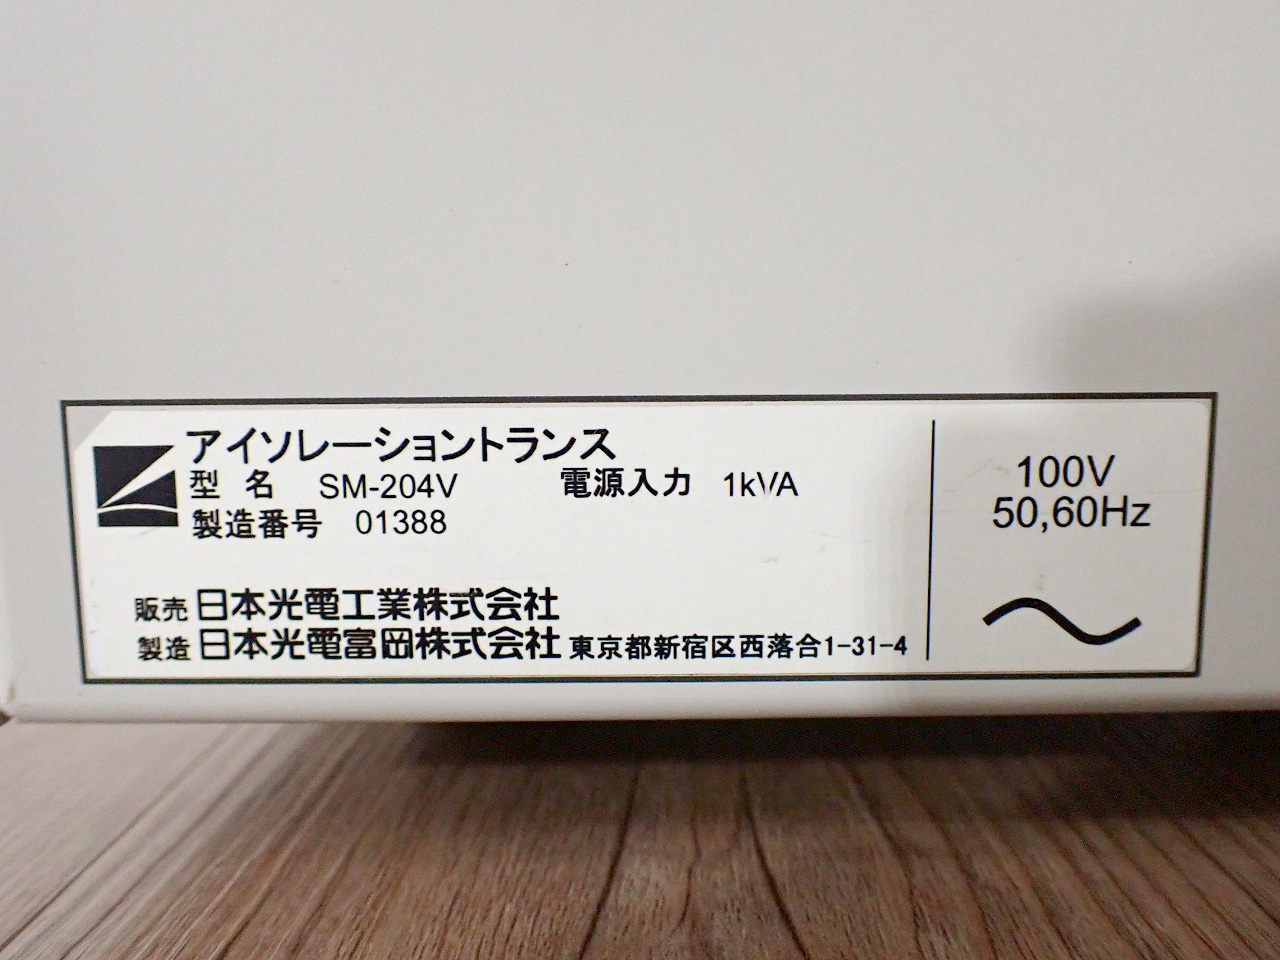 アイソレーショントランス
型名 SM-204V 電源入力 1kVA
製造番号 01388
販売 日本光電工業株式会社
製造 日本光電富岡株式会社 東京都新宿区西落合1-31-4
100V
50,60Hz